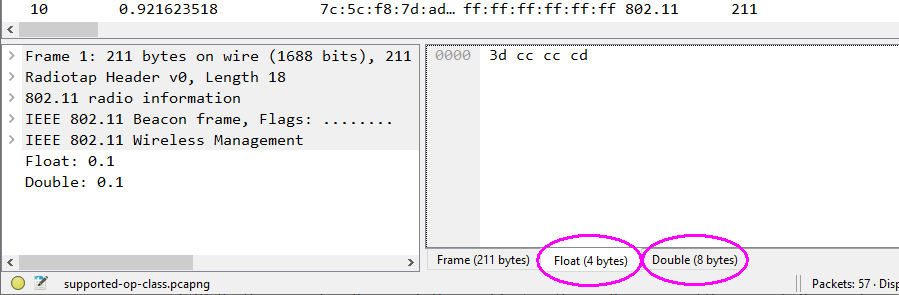 10 0.921623518 7c:5c:f8:7d:ad… ff:ff:ff:ff:ff:ff 802.11 211
Frame 1: 211 bytes on wire (1688 bits), 211
Radiotap Header v0, Length 18
802.11 radio information
IEEE 802.11 Beacon frame, Flags: ........
IEEE 802.11 Wireless Management
Float: 0.1
Double: 0.1
0000 3d cc cc cd
Frame (211 bytes) Float (4 bytes) Double (8 bytes)
supported-op-class.pcapng Packets: 57 · Disp